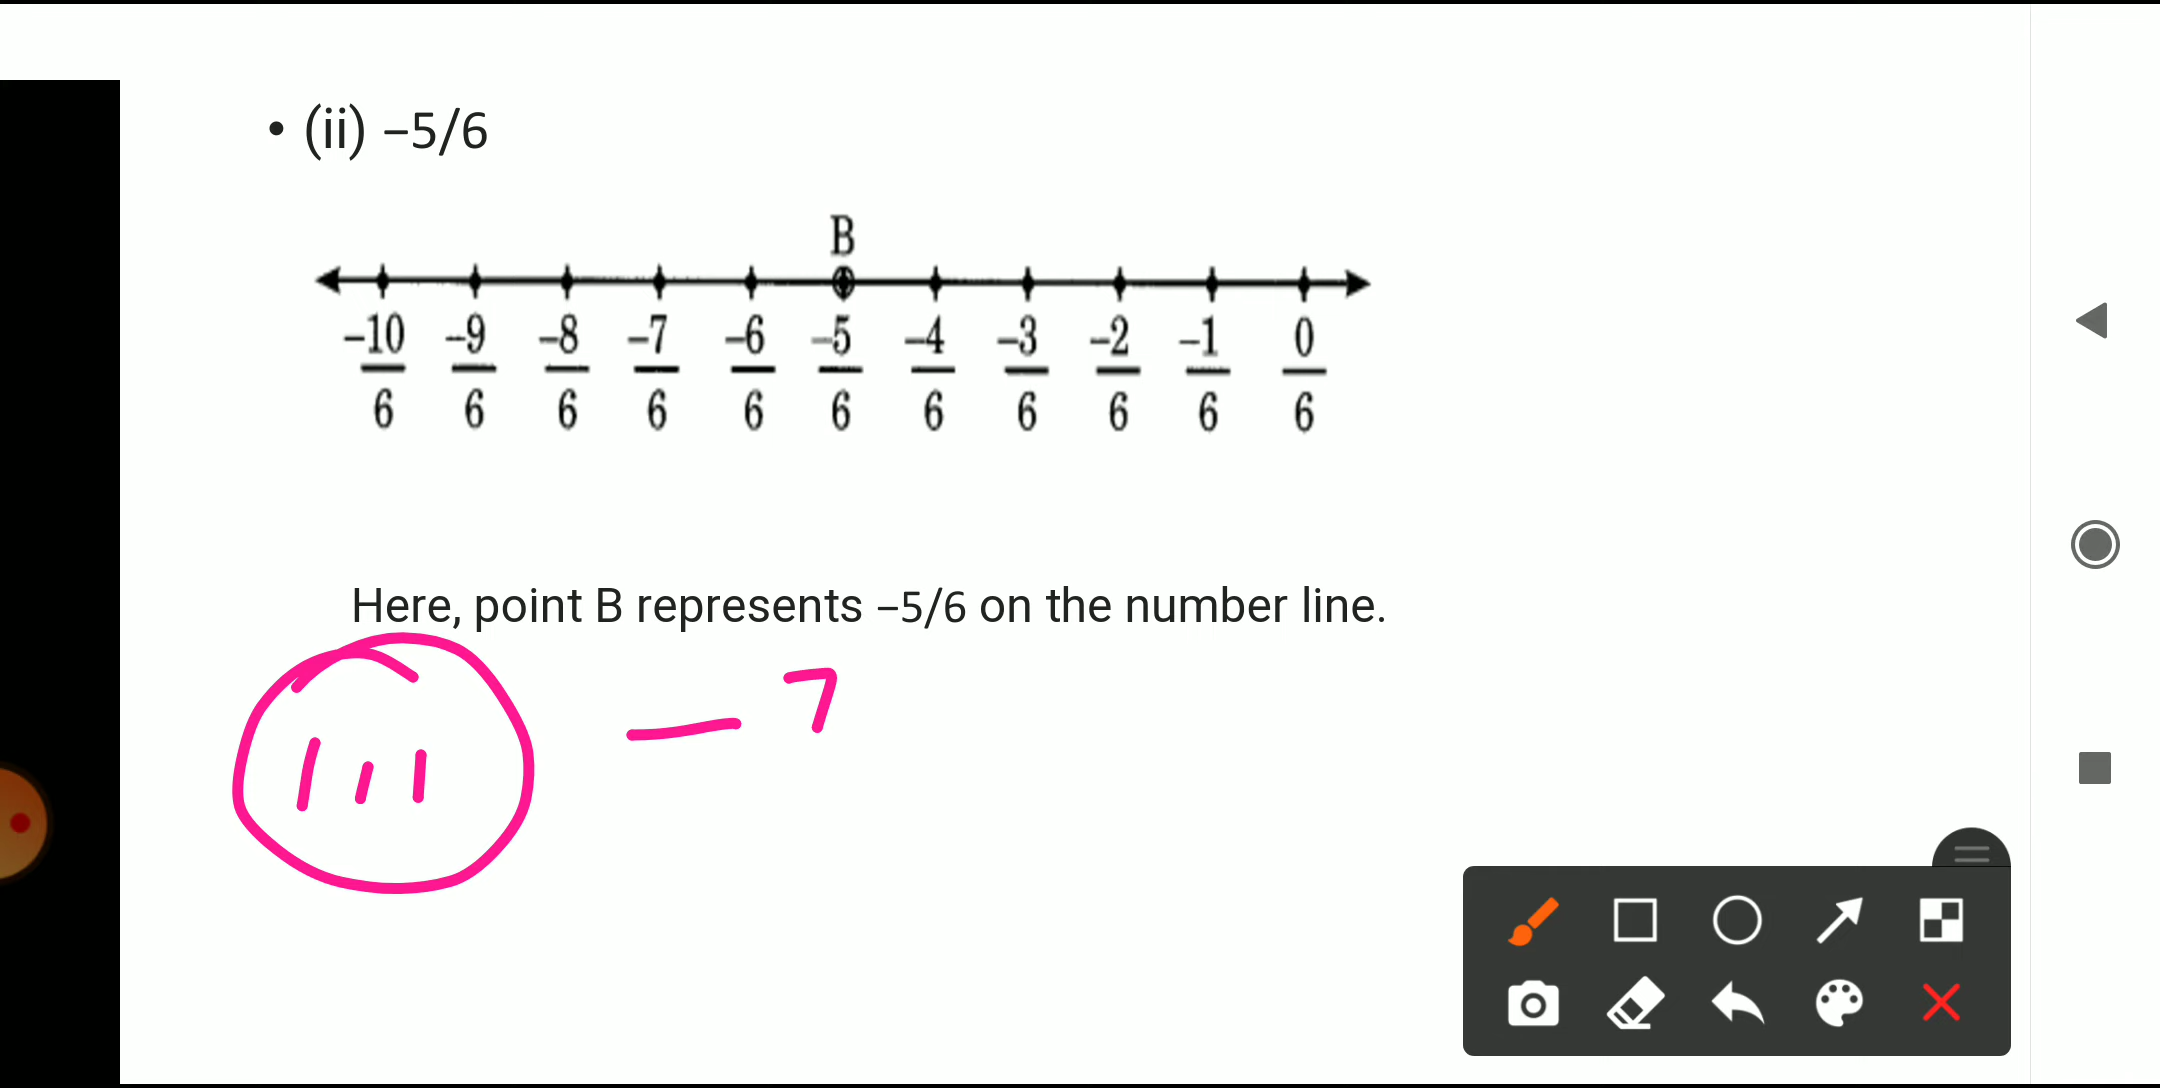 • (ii) –5/6
B
–10 –9 –8 –7 –6 –5 –4 –3 –2 –1 0
6 6 6 6 6 6 6 6 6 6 6
Here, point B represents –5/6 on the number line.
– 7